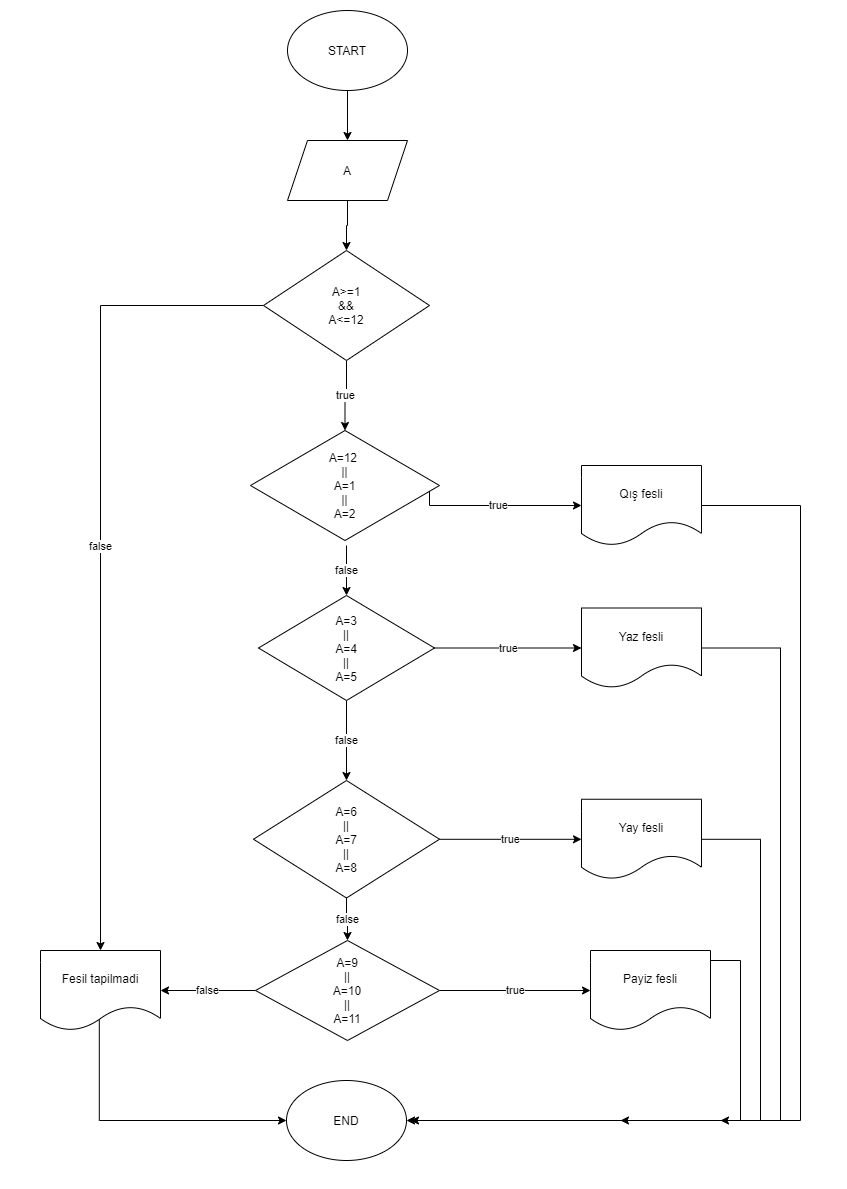 START
A
A>=1
&&
A<=12
true
A=12
||
A=1
||
A=2
true
Qış fesli
false
false
A=3
||
A=4
||
A=5
true
Yaz fesli
false
A=6
||
A=7
||
A=8
true
Yay fesli
false
A=9
||
A=10
||
A=11
false
Fesil tapilmadi
true
Payiz fesli
END